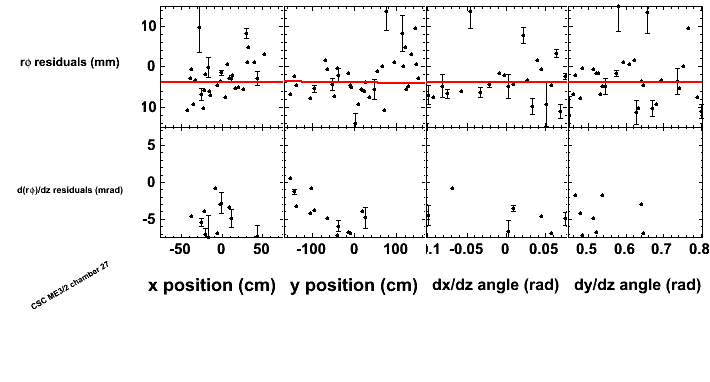 rϕ residuals (mm)
10
0
10
d(rϕ)/dz residuals (mrad)
5
0
-5
-50 0 50 -100 0 100 0.1 -0.05 0 0.05 0.5 0.6 0.7 0.8
x position (cm) y position (cm) dx/dz angle (rad) dy/dz angle (rad)
CSC ME3/2 chamber 27